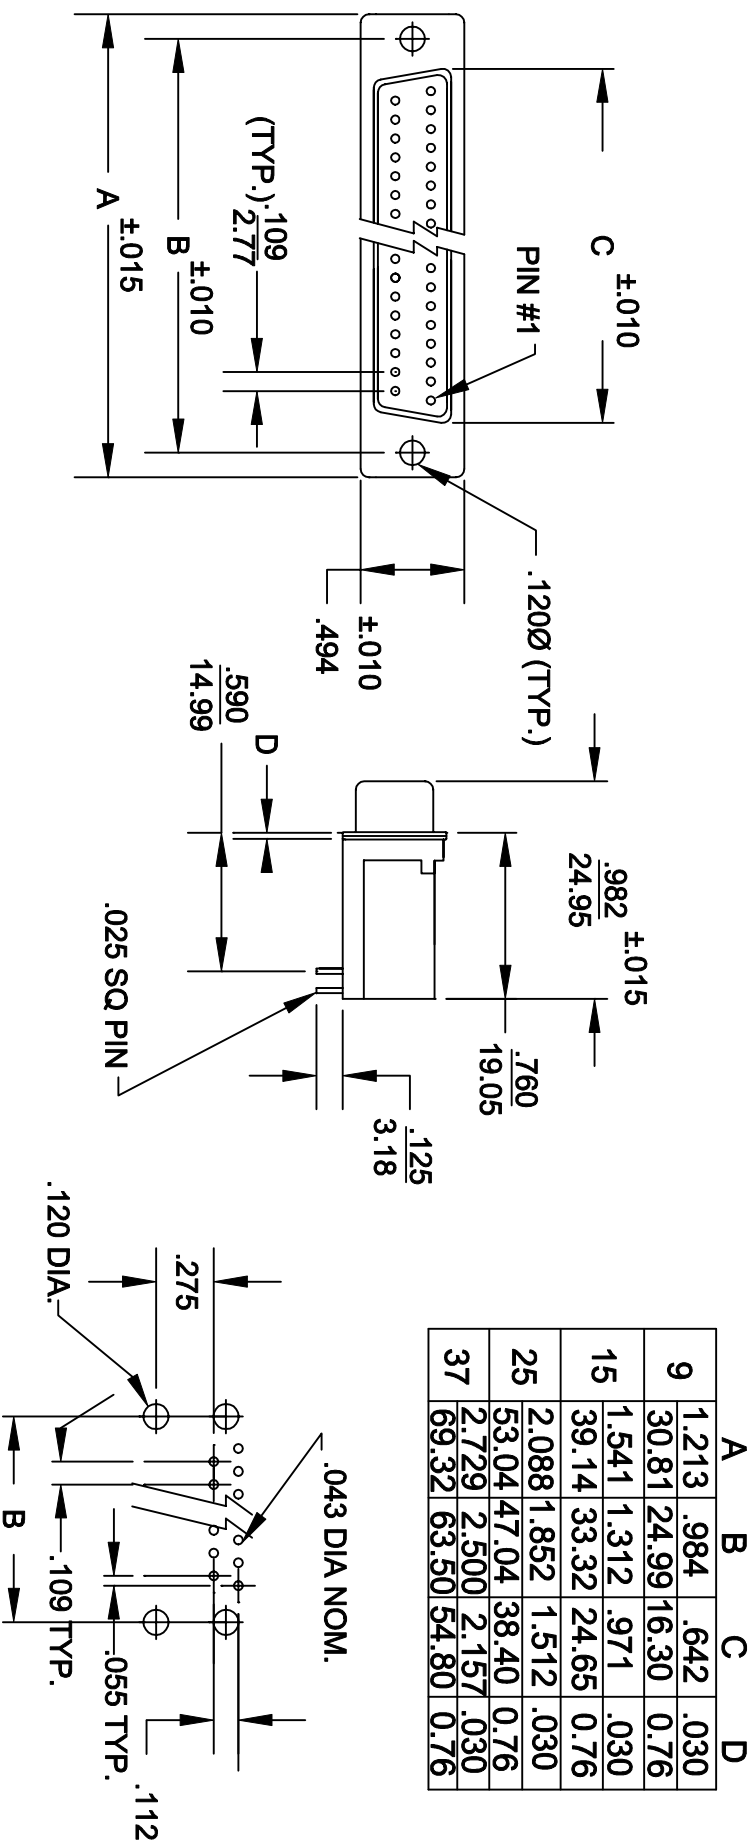 C ±.010
PIN #1
.109
2.77
(TYP.)
B ±.010
A ±.015
.120Ø (TYP.)
±.010
.494
.982
24.95
±.015
.760
19.05
.590
14.99
D
.125
3.18
.025 SQ PIN
A B C D
9 1.213 .984 .642 .030
30.81 24.99 16.30 0.76
15 1.541 1.312 .971 .030
39.14 33.32 24.65 0.76
25 2.088 1.852 1.512 .030
53.04 47.04 38.40 0.76
37 2.729 2.500 2.157 .030
69.32 63.50 54.80 0.76
.043 DIA NOM.
.275
.120 DIA.
.112
.055 TYP.
.109 TYP.
B